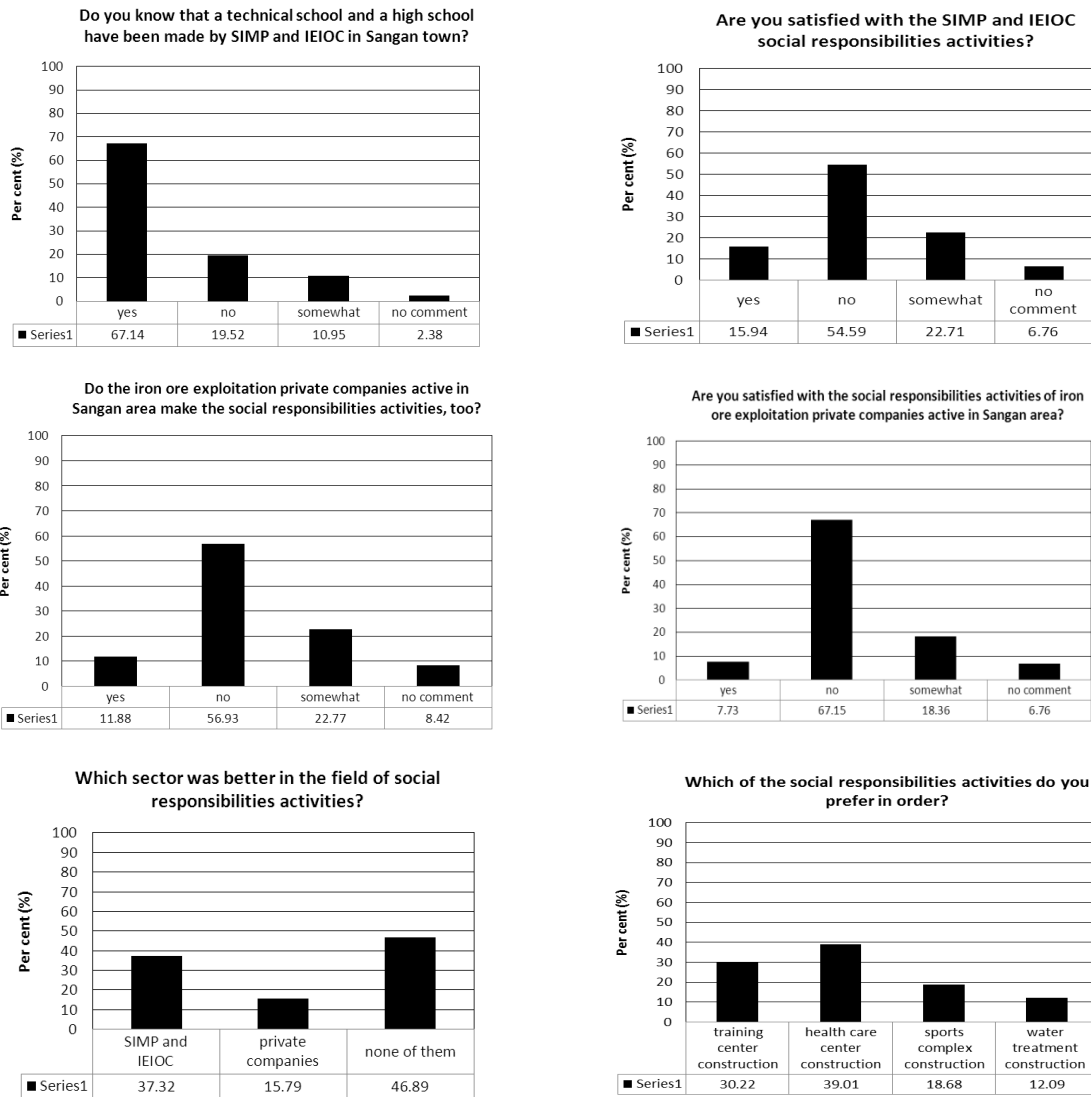 Do you know that a technical school and a high school
have been made by SIMP and IEIOC in Sangan town?
Per cent (%)
100
90
80
70
60
50
40
30
20
10
0
yes no somewhat no comment
Series1 67.14 19.52 10.95 2.38
Are you satisfied with the SIMP and IEIOC
social responsibilities activities?
Per cent (%)
100
90
80
70
60
50
40
30
20
10
0
yes no somewhat no
comment
Series1 15.94 54.59 22.71 6.76
Do the iron ore exploitation private companies active in
Sangan area make the social responsibilities activities, too?
Per cent (%)
100
90
80
70
60
50
40
30
20
10
0
yes no somewhat no comment
Series1 11.88 56.93 22.77 8.42
Are you satisfied with the social responsibilities activities of iron
ore exploitation private companies active in Sangan area?
Per cent (%)
100
90
80
70
60
50
40
30
20
10
0
yes no somewhat no comment
Series1 7.73 67.15 18.36 6.76
Which sector was better in the field of social
responsibilities activities?
Per cent (%)
100
90
80
70
60
50
40
30
20
10
0
SIMP and private none of them
IEIOC companies
Series1 37.32 15.79 46.89
Which of the social responsibilities activities do you
prefer in order?
Per cent (%)
100
90
80
70
60
50
40
30
20
10
0
training health care sports water
center center complex treatment
construction construction construction construction
Series1 30.22 39.01 18.68 12.09